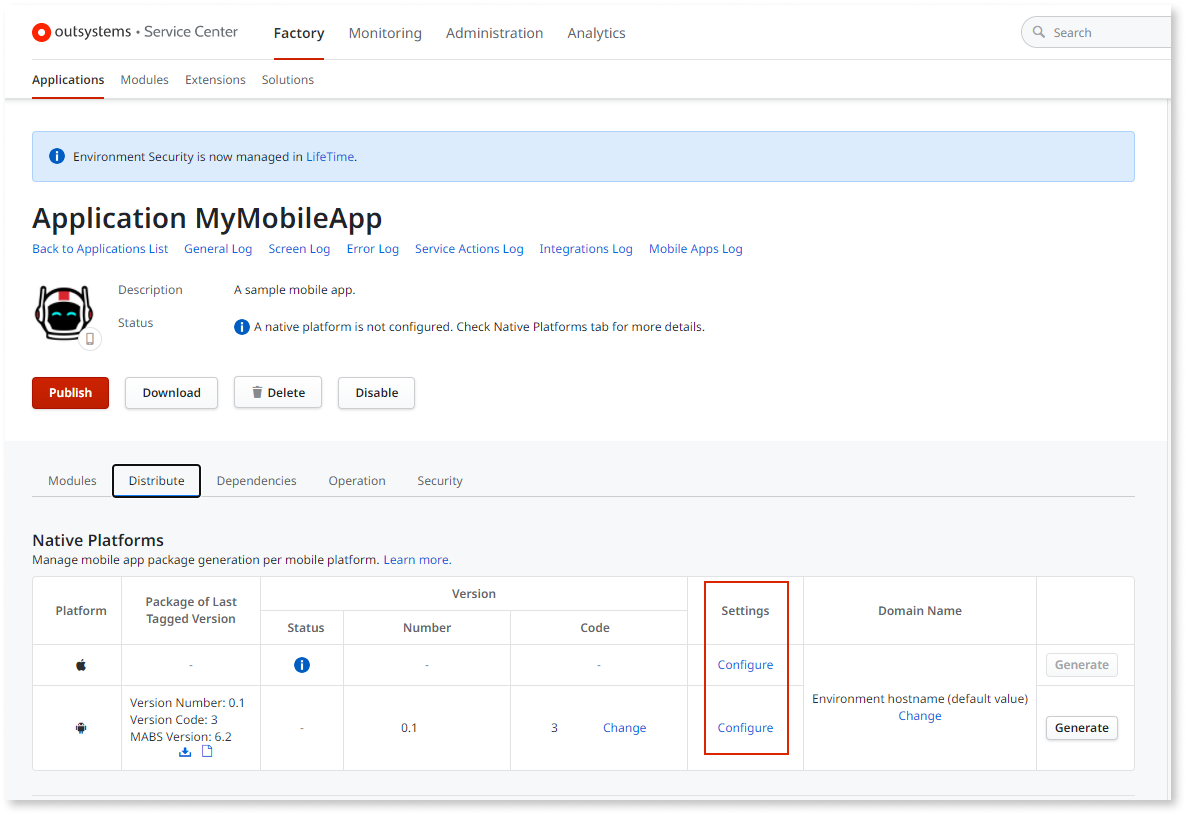 outsystems • Service Center
Factory
Monitoring
Administration
Analytics
Search
Applications
Modules
Extensions
Solutions
Environment Security is now managed in LifeTime.
Application MyMobileApp
Back to Applications List
General Log
Screen Log
Error Log
Service Actions Log
Integrations Log
Mobile Apps Log
Description
A sample mobile app.
Status
A native platform is not configured. Check Native Platforms tab for more details.
Publish
Download
Delete
Disable
Modules
Distribute
Dependencies
Operation
Security
Native Platforms
Manage mobile app package generation per mobile platform. Learn more.
Platform
Package of Last
Tagged Version
Version
Status
Number
Code
Settings
Domain Name
-
-
-
Configure
Generate
Version Number: 0.1
Version Code: 3
MABS Version: 6.2
-
0.1
3
Change
Configure
Environment hostname (default value)
Change
Generate